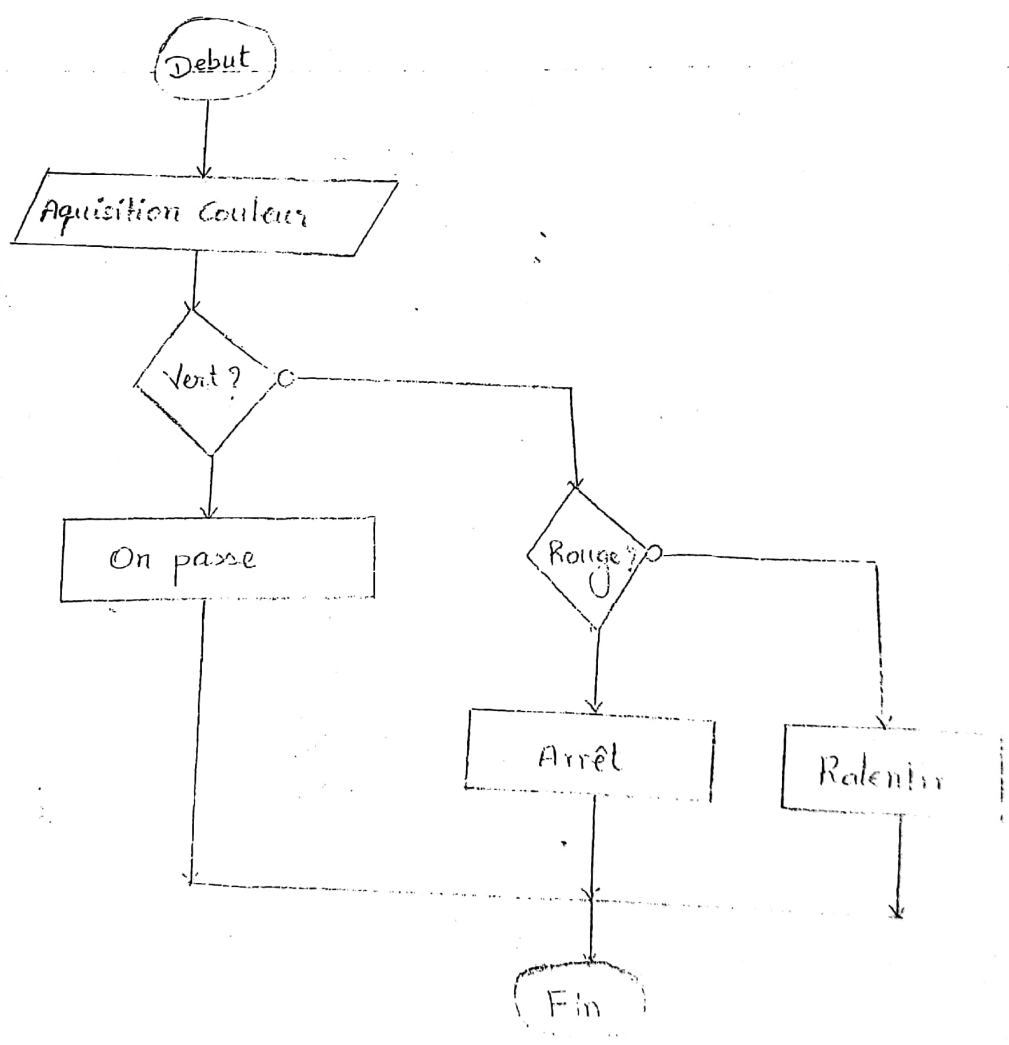 Debut
Aquisition Couleur
Vert ?
On passe
Rouge ?
Arrêt
Ralentir
Fin